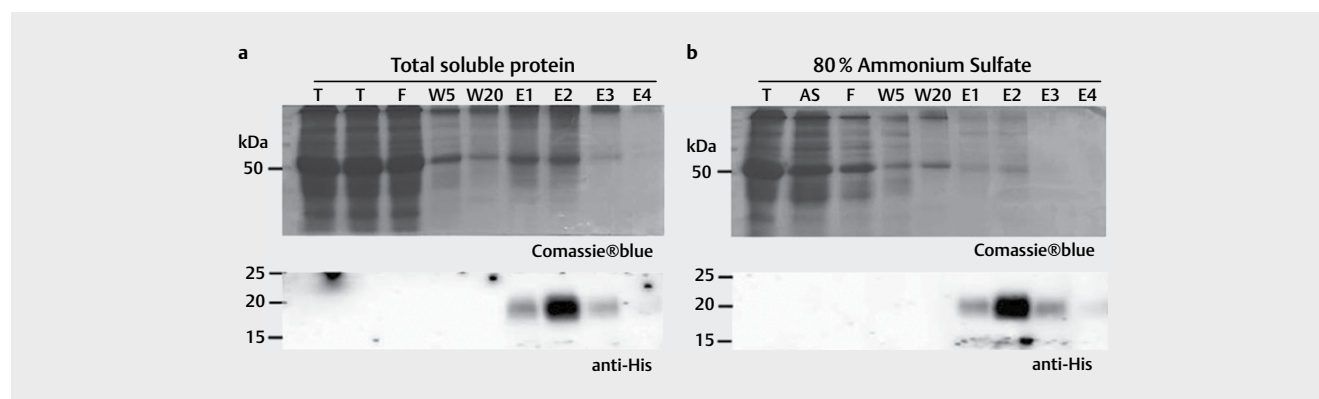 a
Total soluble protein
T T F W5 W20 E1 E2 E3 E4
kDa
50
Comassie®blue
25
20
15
anti-His
b
80 % Ammonium Sulfate
T AS F W5 W20 E1 E2 E3 E4
kDa
50
Comassie®blue
25
20
15
anti-His